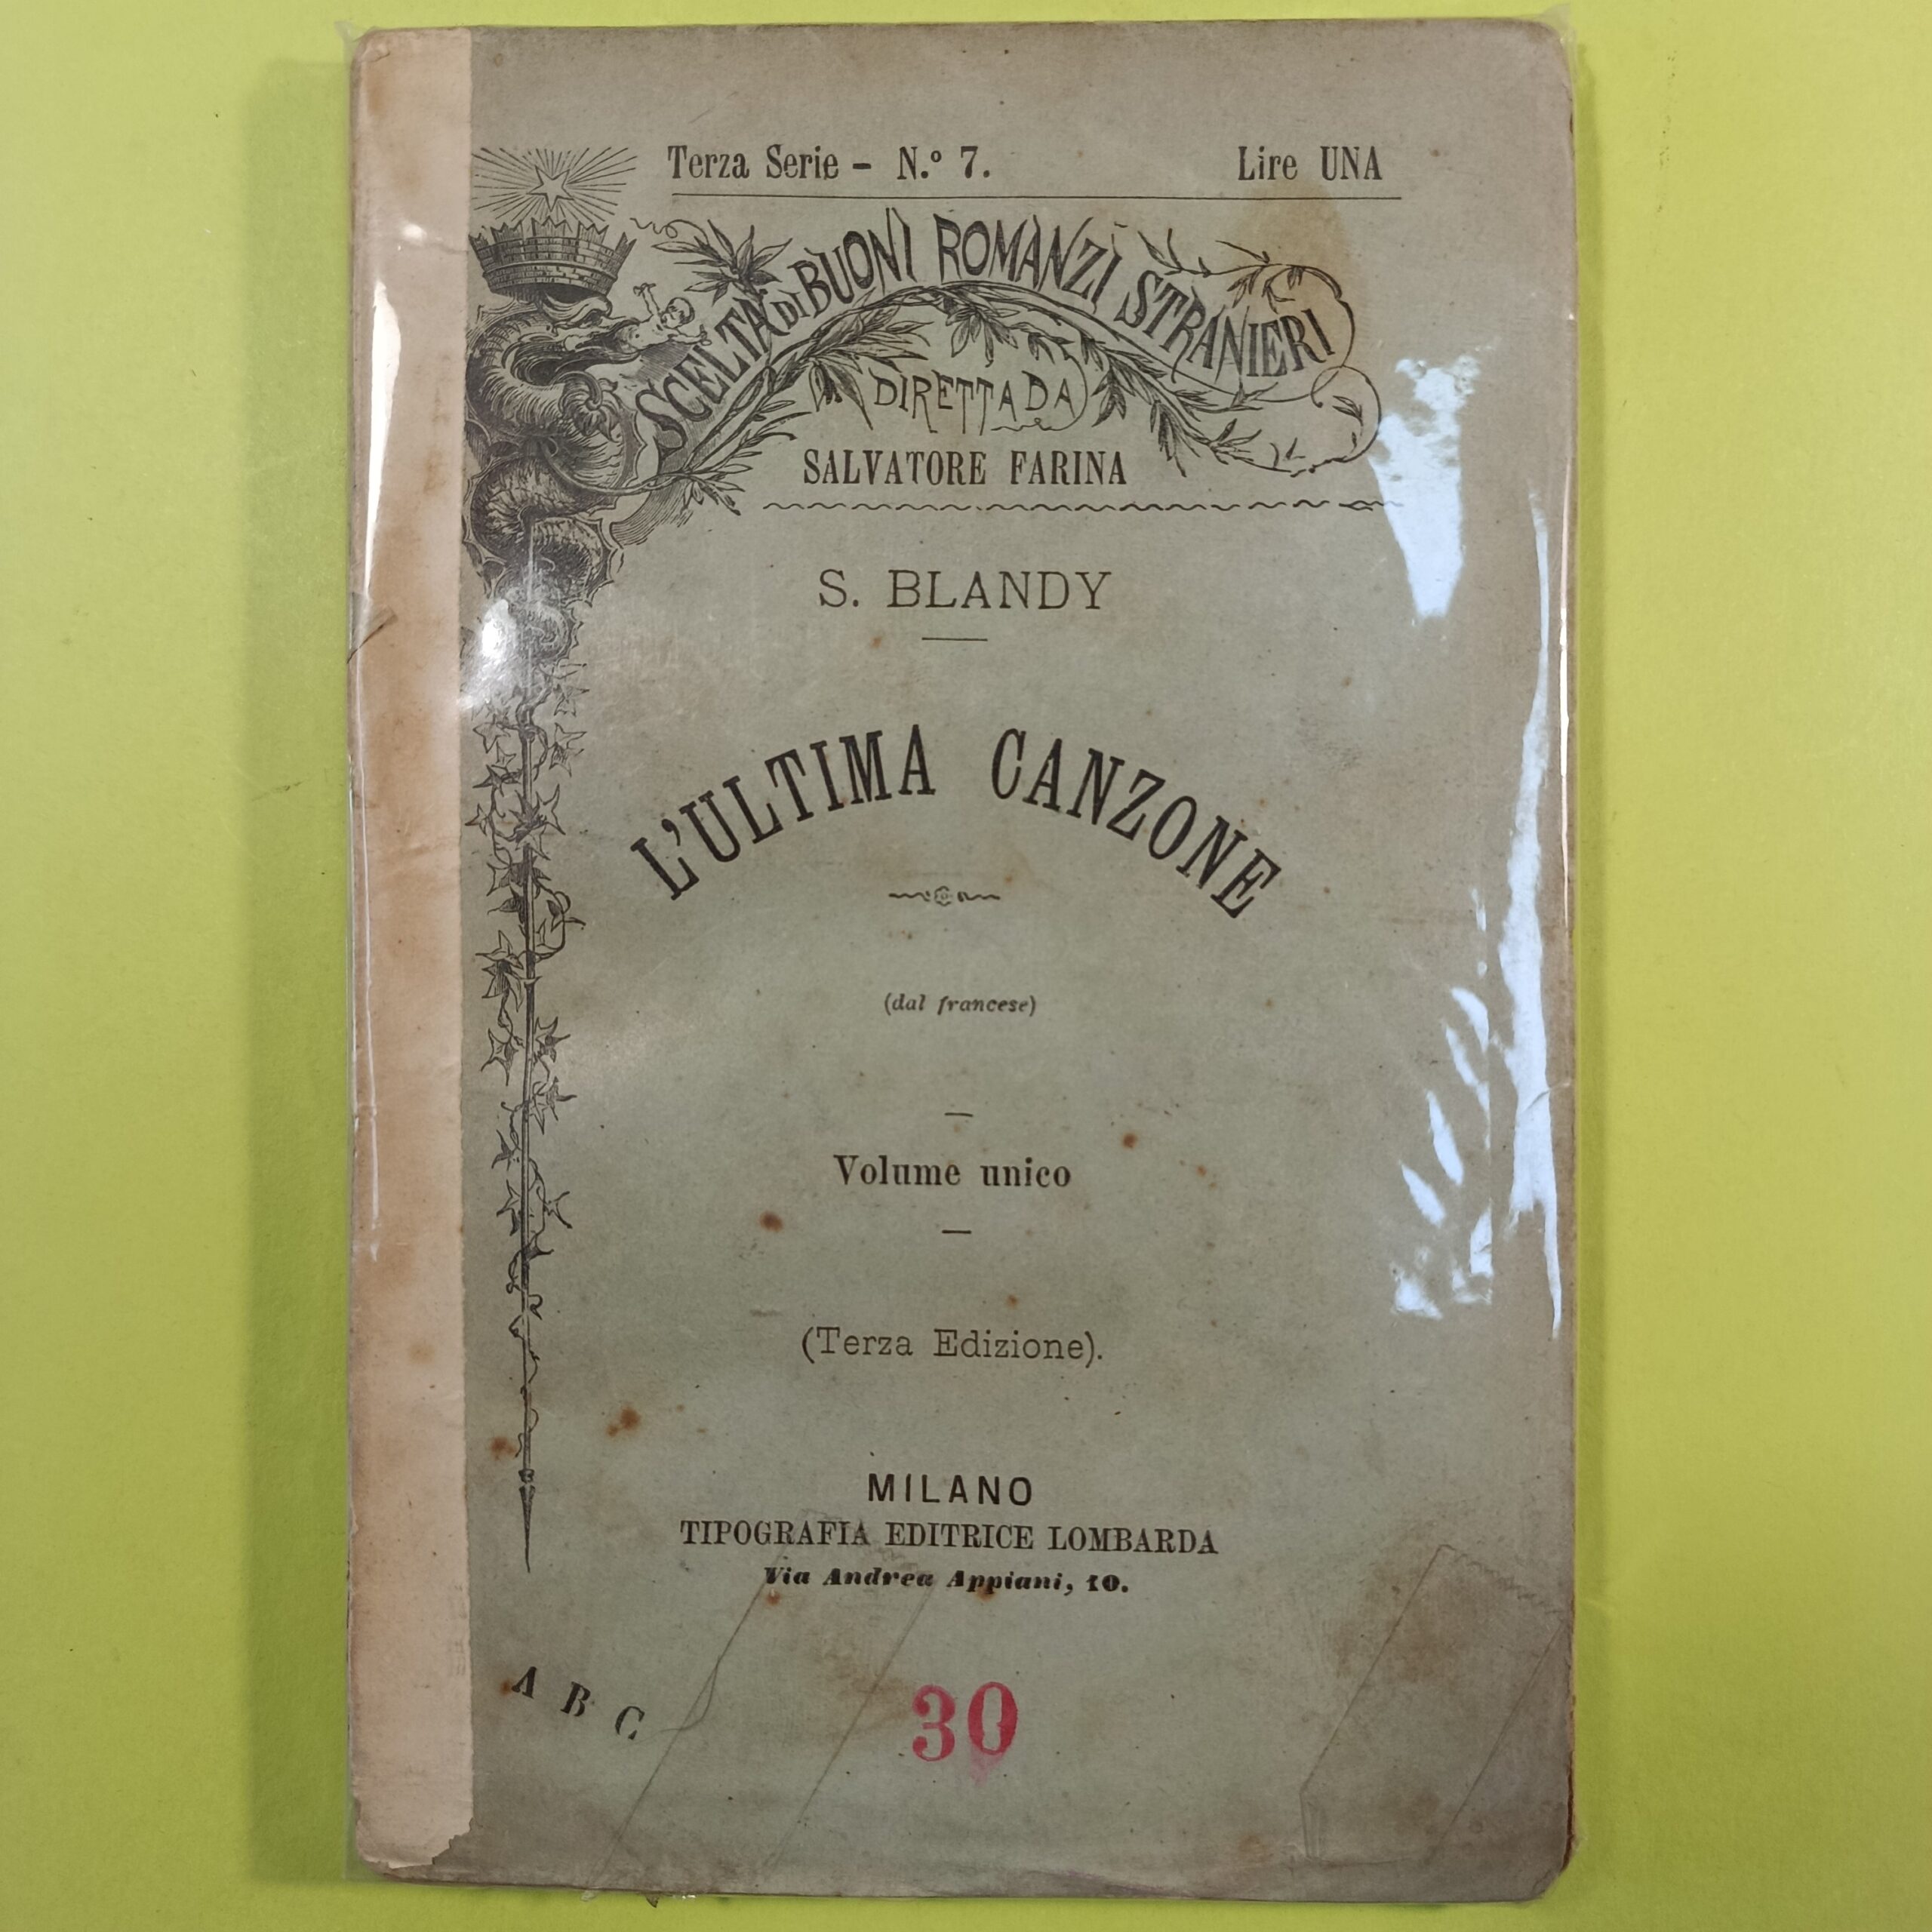 Terza Serie - N.° 7. Lire UNA
SCELTA DI BUONI ROMANZI STRANIERI
DIRETTA DA
SALVATORE FARINA
S. BLANDY
L'ULTIMA CANZONE
(dal francese)
Volume unico
(Terza Edizione).
MILANO
TIPOGRAFIA EDITRICE LOMBARDA
Via Andrea Appiani, 10.
A B C
30